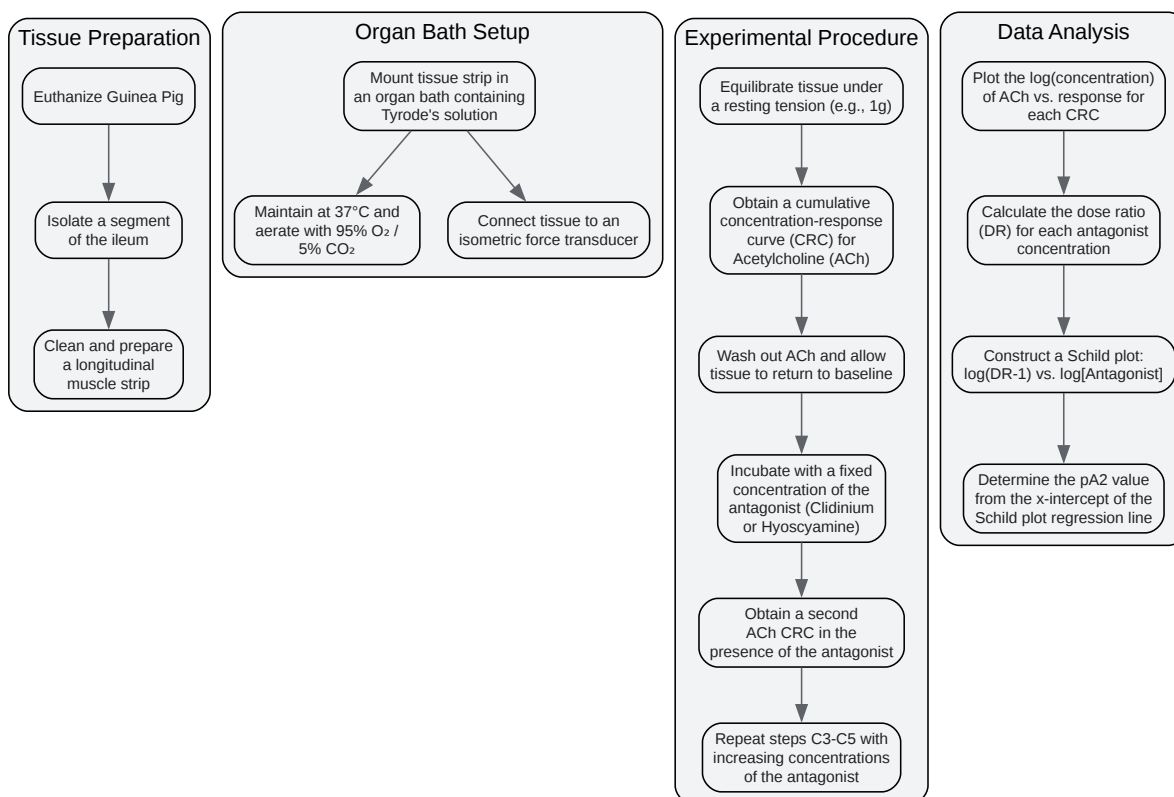 Tissue Preparation
Euthanize Guinea Pig
Isolate a segment
of the ileum
Clean and prepare
a longitudinal
muscle strip
Organ Bath Setup
Mount tissue strip in
an organ bath containing
Tyrode's solution
Maintain at 37°C and
aerate with 95% O₂ /
5% CO₂
Connect tissue to an
isometric force transducer
Experimental Procedure
Equilibrate tissue under
a resting tension (e.g., 1g)
Obtain a cumulative
concentration-response
curve (CRC) for
Acetylcholine (ACh)
Wash out ACh and allow
tissue to return to baseline
Incubate with a fixed
concentration of the
antagonist (Clidinium
or Hyoscyamine)
Obtain a second
ACh CRC in the
presence of the antagonist
Repeat steps C3-C5 with
increasing concentrations
of the antagonist
Data Analysis
Plot the log(concentration)
of ACh vs. response for
each CRC
Calculate the dose ratio
(DR) for each antagonist
concentration
Construct a Schild plot:
log(DR-1) vs. log[Antagonist]
Determine the pA2 value
from the x-intercept of the
Schild plot regression line